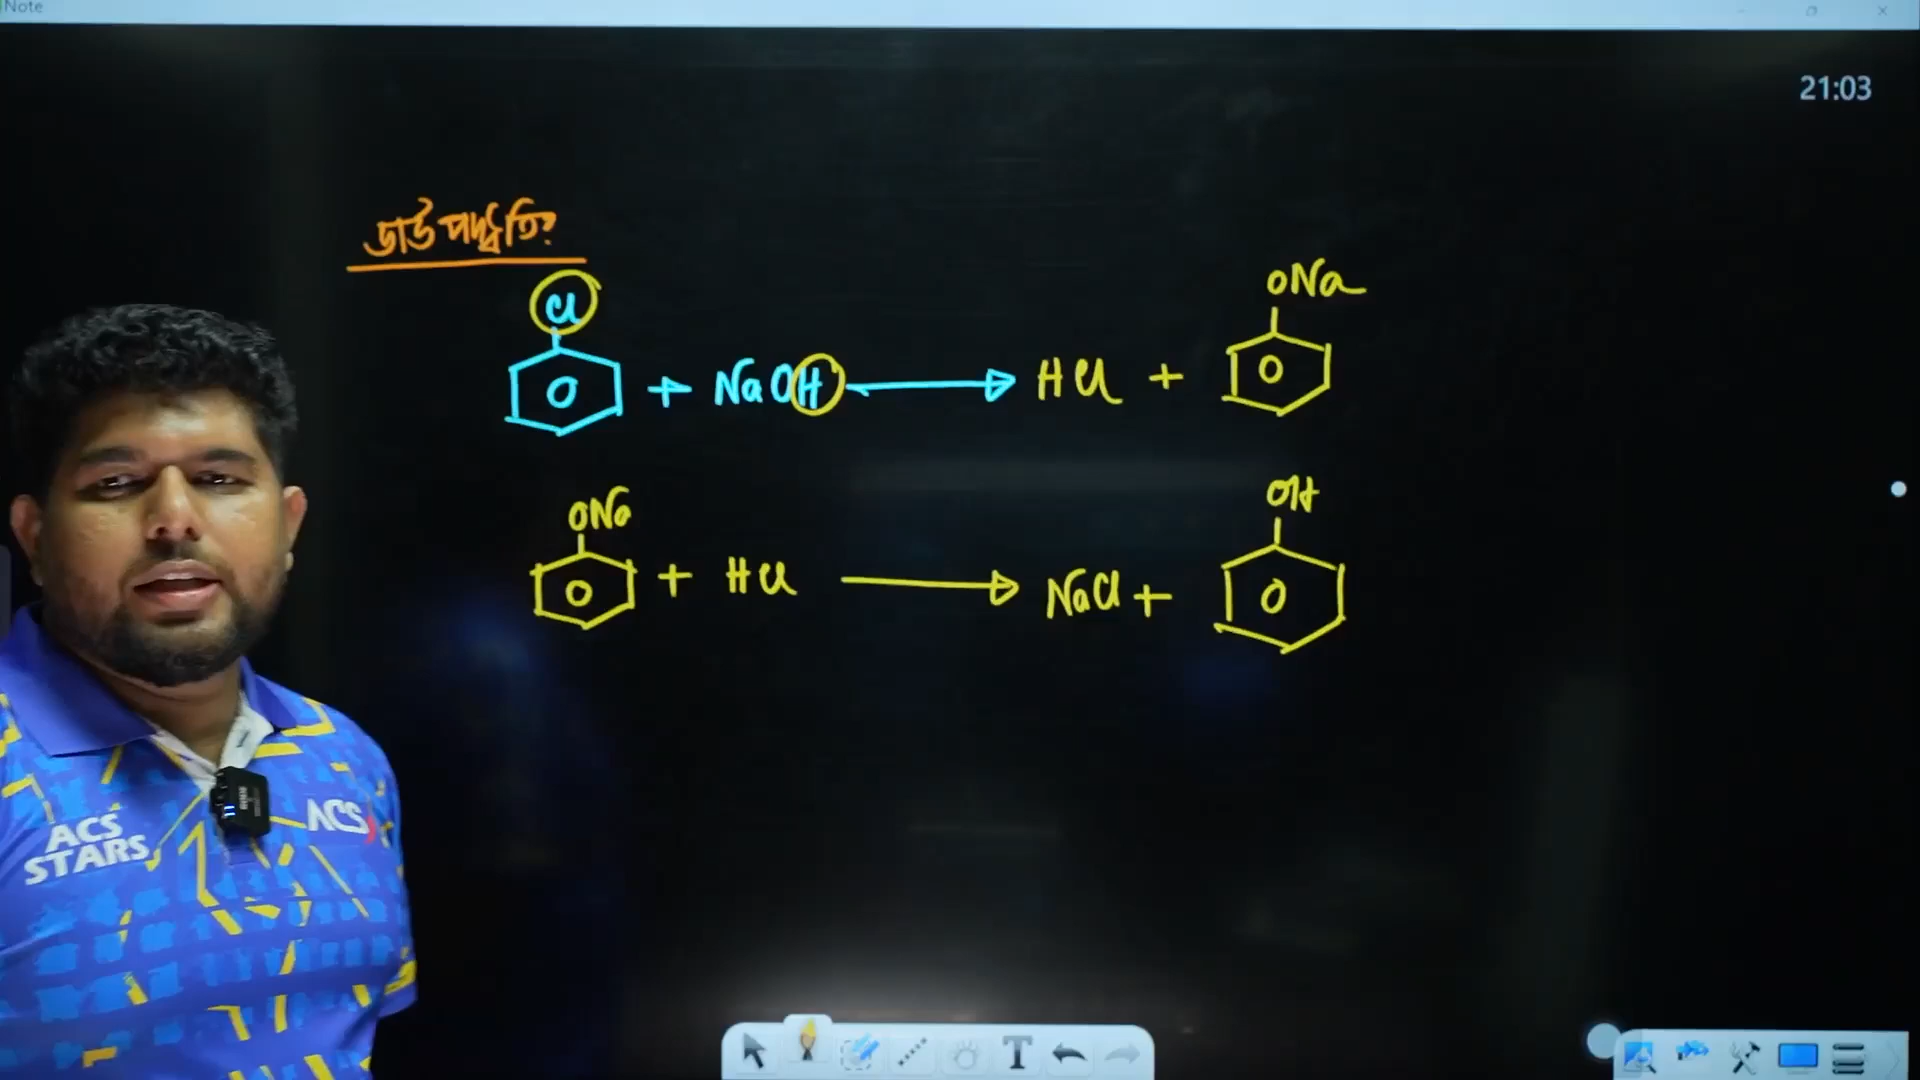 Note
21:03
ডাউ পদ্ধতি:
Cl
+ NaOH → HCl +
ONa
ONa
+ HCl → NaCl +
OH
ACS
STARS
ACS
T